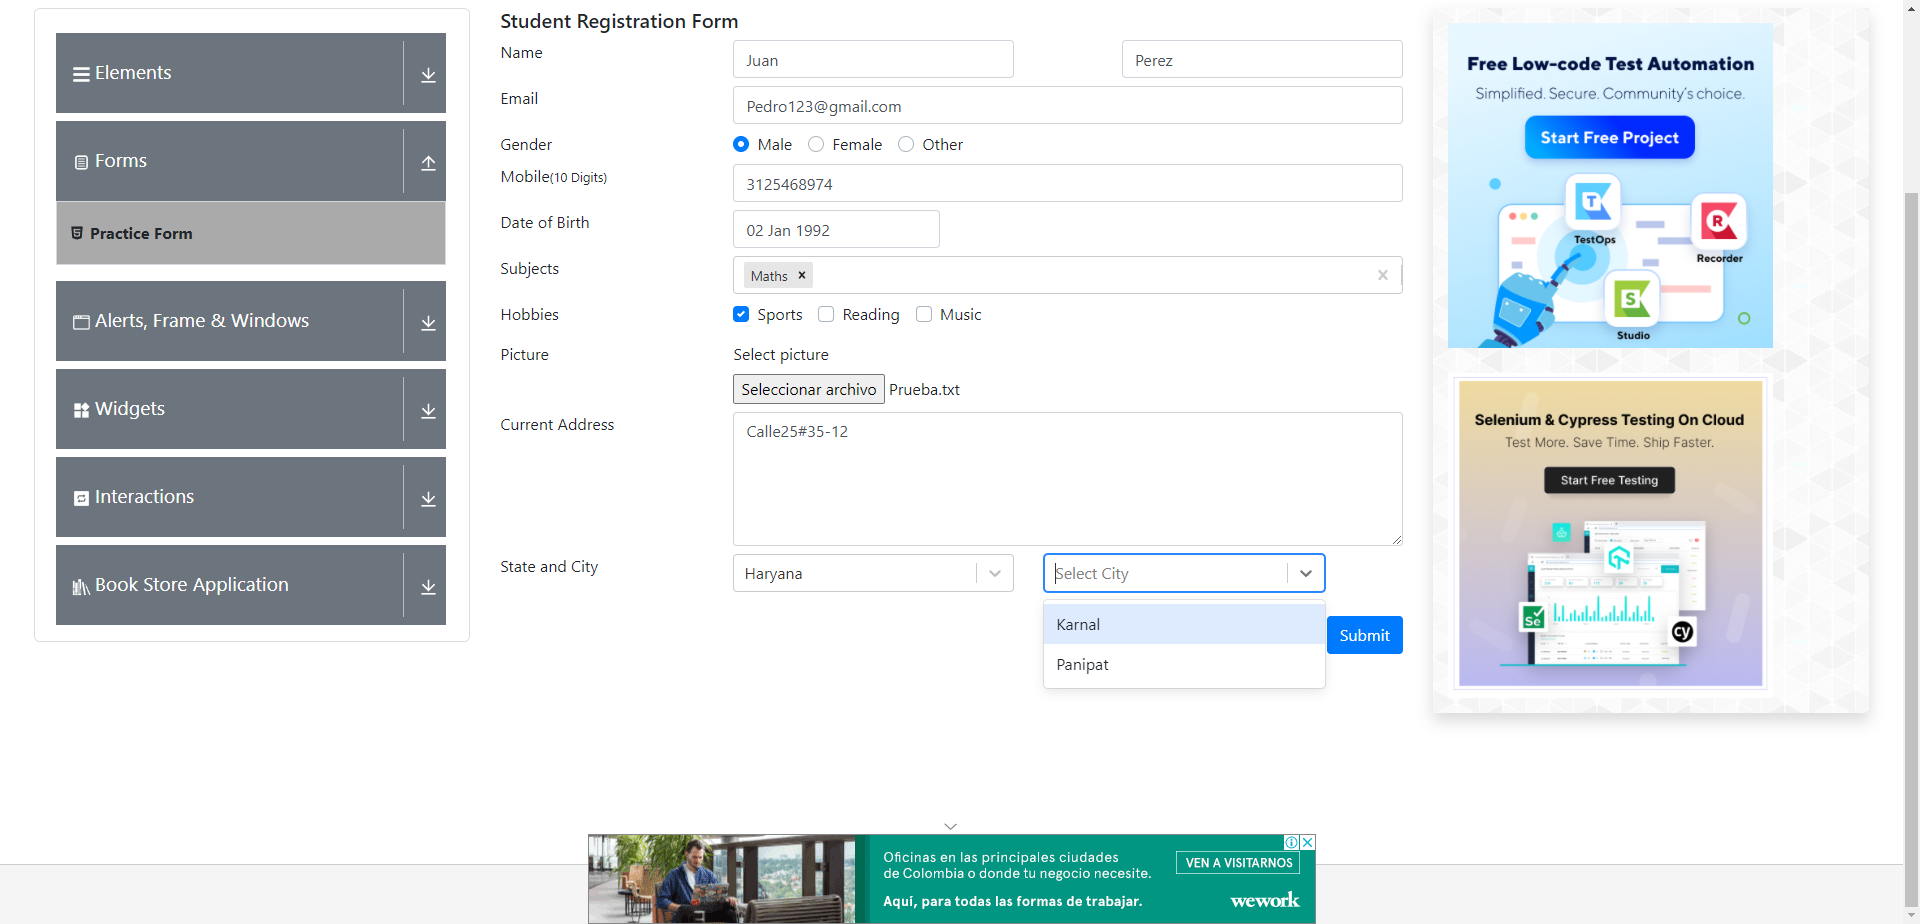 Elements
Forms
Practice Form
Alerts, Frame & Windows
Widgets
Interactions
Book Store Application
Student Registration Form
Name
Juan
Perez
Email
Pedro123@gmail.com
Gender
Male Female Other
Mobile(10 Digits)
3125468974
Date of Birth
02 Jan 1992
Subjects
Maths
Hobbies
Sports Reading Music
Picture
Select picture
Seleccionar archivo Prueba.txt
Current Address
Calle25#35-12
State and City
Haryana
Select City
Karnal
Panipat
Submit
Free Low-code Test Automation
Simplified. Secure. Community's choice.
Start Free Project
TestOps
Recorder
Studio
Selenium & Cypress Testing On Cloud
Test More. Save Time. Ship Faster.
Start Free Testing
Se
cy
Oficinas en las principales ciudades
de Colombia o donde tu negocio necesite.
Aquí, para todas las formas de trabajar.
VEN A VISITARNOS
wework